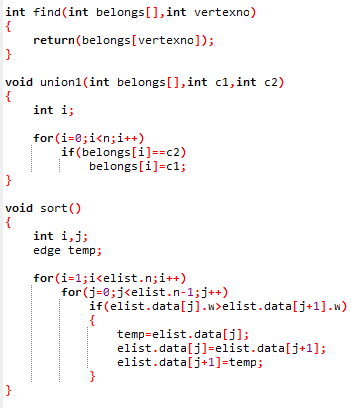 int find(int belongs[],int vertexno)
{
    return(belongs[vertexno]);
}
void union1(int belongs[],int c1,int c2)
{
    int i;
    for(i=0;i<n;i++)
        if(belongs[i]==c2)
            belongs[i]=c1;
}
void sort()
{
    int i,j;
    edge temp;
    for(i=1;i<elist.n;i++)
        for(j=0;j<elist.n-1;j++)
            if(elist.data[j].w>elist.data[j+1].w)
            {
                temp=elist.data[j];
                elist.data[j]=elist.data[j+1];
                elist.data[j+1]=temp;
            }
}